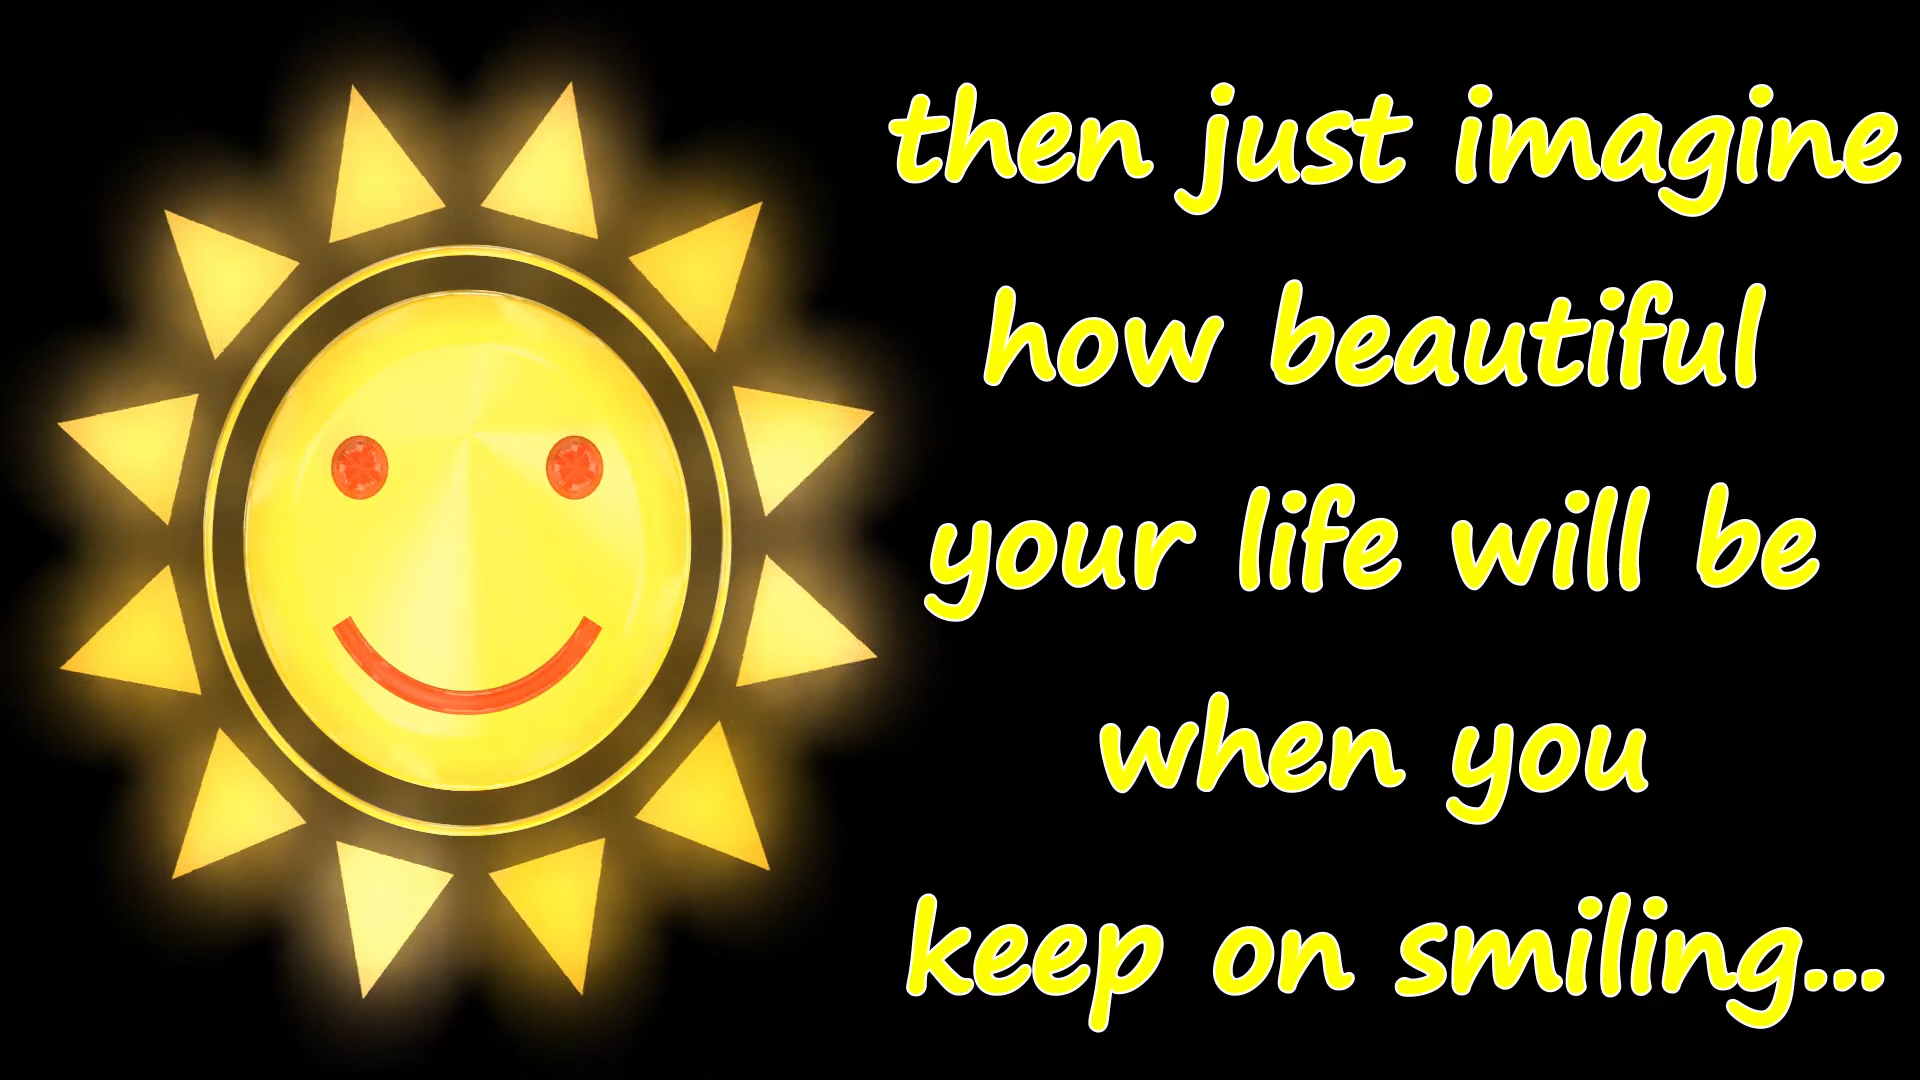 then just imagine
how beautiful
your life will be
when you
keep on smiling...